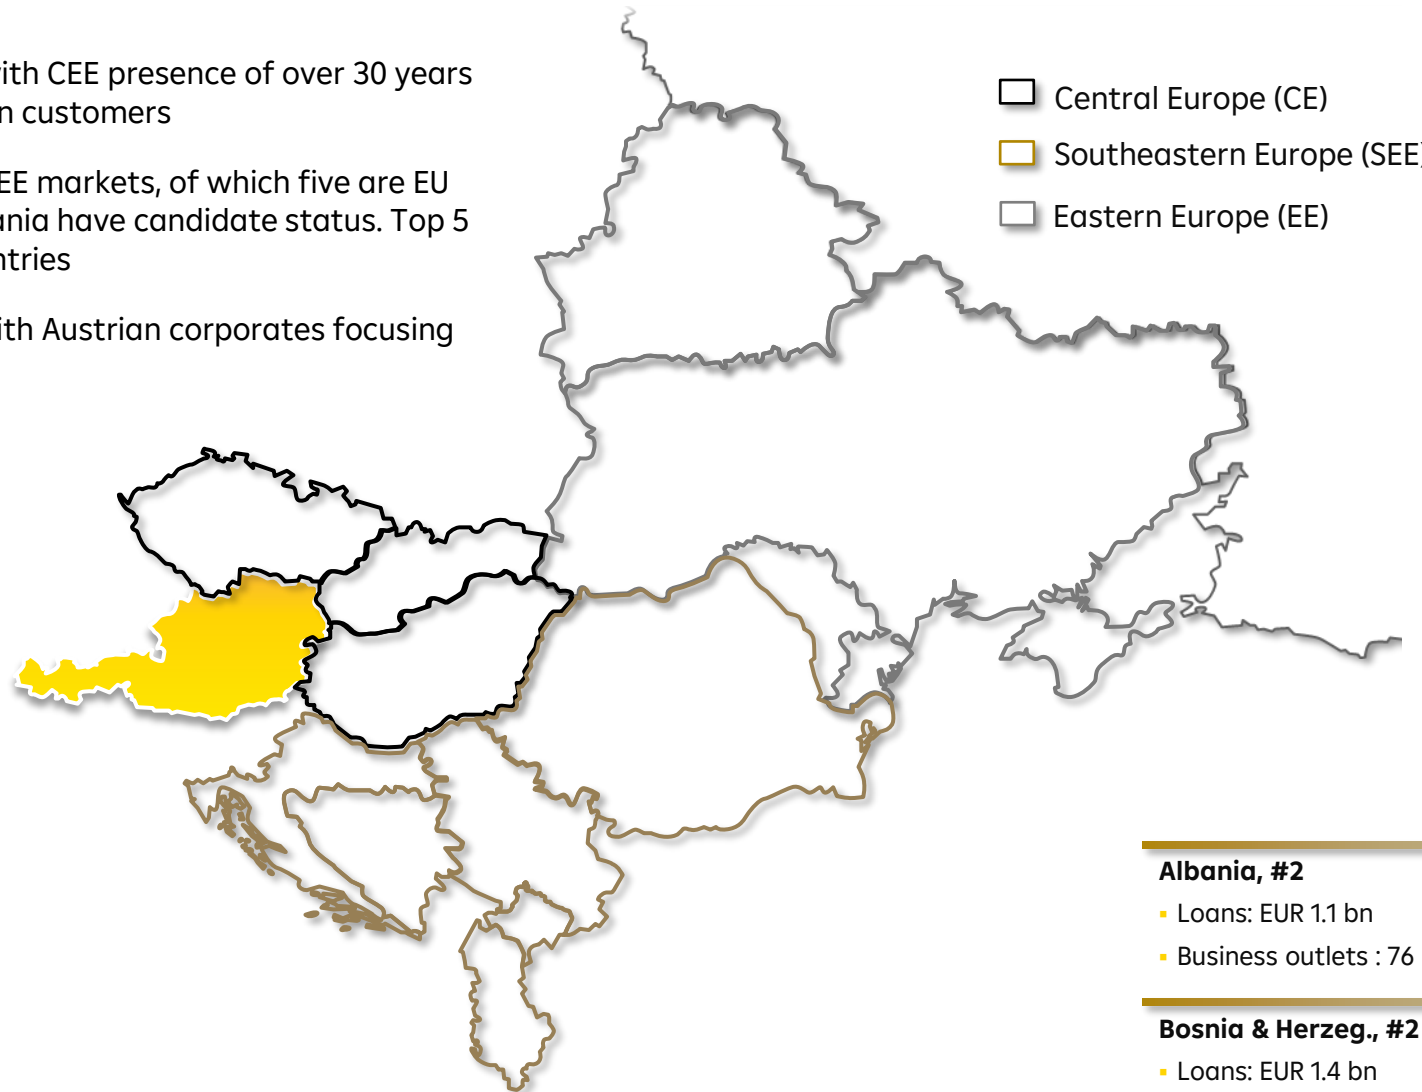 with CEE presence of over 30 years
n customers
EE markets, of which five are EU
ania have candidate status. Top 5
ntries
ith Austrian corporates focusing
Central Europe (CE)
Southeastern Europe (SEE)
Eastern Europe (EE)
Albania, #2
▪ Loans: EUR 1.1 bn
▪ Business outlets : 76
Bosnia & Herzeg., #2
▪ Loans: EUR 1.4 bn